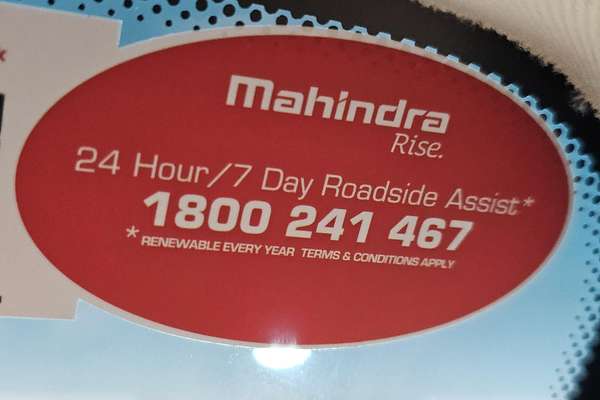 Mahindra
Rise.
24 Hour/7 Day Roadside Assist*
1800 241 467
* RENEWABLE EVERY YEAR TERMS & CONDITIONS APPLY